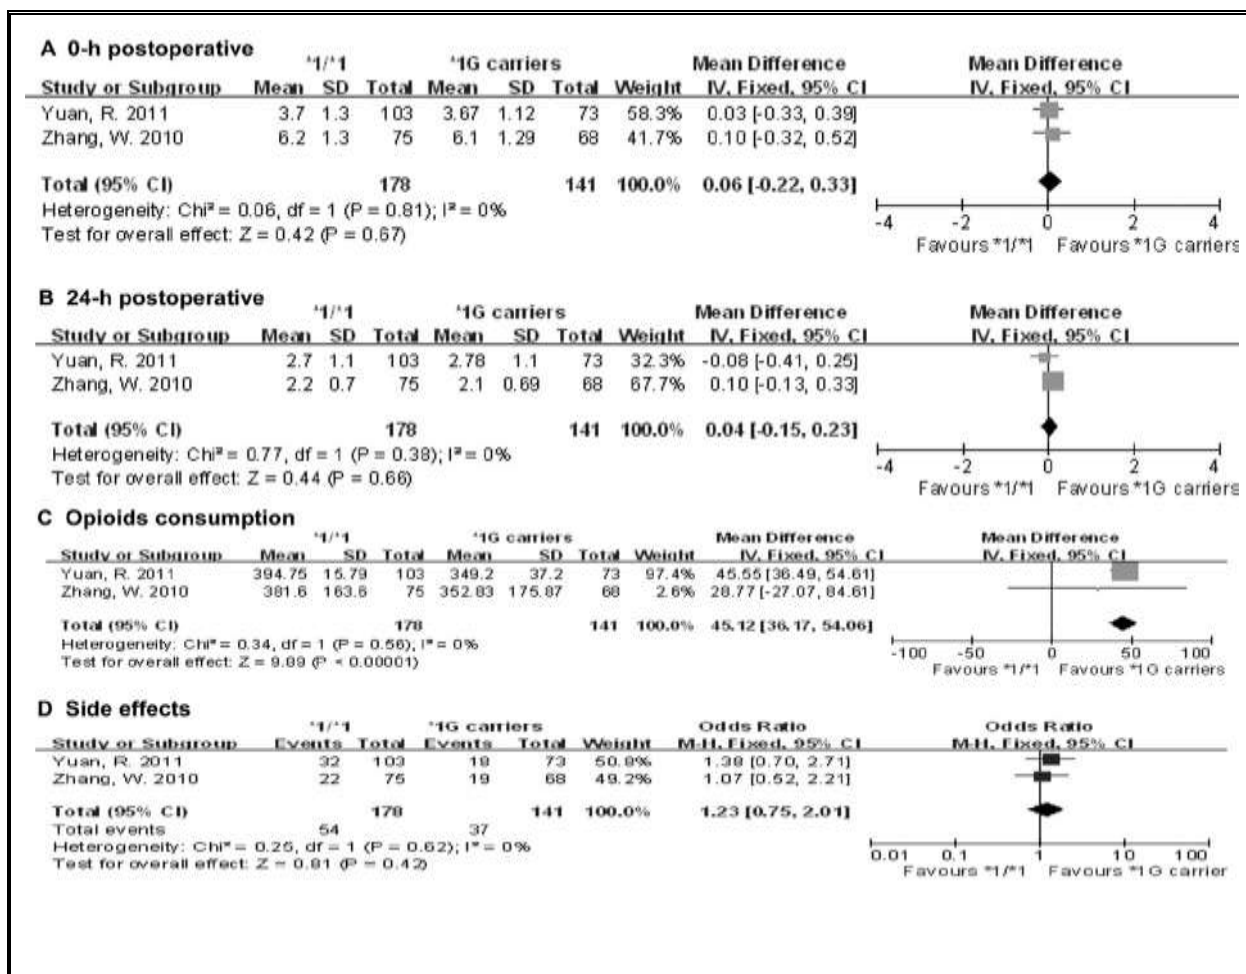 A 0-h postoperative
*1/*1 *1G carriers Mean Difference Mean Difference
Study or Subgroup Mean SD Total Mean SD Total Weight IV, Fixed, 95% CI IV, Fixed, 95% CI
Yuan, R. 2011 3.7 1.3 103 3.67 1.12 73 58.3% 0.03 [-0.33, 0.39]
Zhang, W. 2010 6.2 1.3 75 6.1 1.29 68 41.7% 0.10 [-0.32, 0.52]
Total (95% CI) 178 141 100.0% 0.06 [-0.22, 0.33]
Heterogeneity: Chi² = 0.06, df = 1 (P = 0.81); I² = 0%
Test for overall effect: Z = 0.42 (P = 0.67)
-4 -2 0 2 4
Favours *1/*1 Favours *1G carriers
B 24-h postoperative
*1/*1 *1G carriers Mean Difference Mean Difference
Study or Subgroup Mean SD Total Mean SD Total Weight IV, Fixed, 95% CI IV, Fixed, 95% CI
Yuan, R. 2011 2.7 1.1 103 2.78 1.1 73 32.3% -0.08 [-0.41, 0.25]
Zhang, W. 2010 2.2 0.7 75 2.1 0.69 68 67.7% 0.10 [-0.13, 0.33]
Total (95% CI) 178 141 100.0% 0.04 [-0.15, 0.23]
Heterogeneity: Chi² = 0.77, df = 1 (P = 0.38); I² = 0%
Test for overall effect: Z = 0.44 (P = 0.66)
-4 -2 0 2 4
Favours *1/*1 Favours *1G carriers
C Opioids consumption
*1/*1 *1G carriers Mean Difference Mean Difference
Study or Subgroup Mean SD Total Mean SD Total Weight IV, Fixed, 95% CI IV, Fixed, 95% CI
Yuan, R. 2011 394.75 15.79 103 349.2 37.2 73 97.4% 45.55 [36.49, 54.61]
Zhang, W. 2010 381.6 163.6 75 352.83 175.87 68 2.6% 28.77 [-27.07, 84.61]
Total (95% CI) 178 141 100.0% 45.12 [36.17, 54.06]
Heterogeneity: Chi² = 0.34, df = 1 (P = 0.56); I² = 0%
Test for overall effect: Z = 9.89 (P < 0.00001)
-100 -50 0 50 100
Favours *1/*1 Favours *1G carriers
D Side effects
*1/*1 *1G carriers Odds Ratio Odds Ratio
Study or Subgroup Events Total Events Total Weight M-H, Fixed, 95% CI M-H, Fixed, 95% CI
Yuan, R. 2011 32 103 18 73 50.8% 1.38 [0.70, 2.71]
Zhang, W. 2010 22 75 19 68 49.2% 1.07 [0.52, 2.21]
Total (95% CI) 178 141 100.0% 1.23 [0.75, 2.01]
Total events 54 37
Heterogeneity: Chi² = 0.25, df = 1 (P = 0.62); I² = 0%
Test for overall effect: Z = 0.81 (P = 0.42)
0.01 0.1 1 10 100
Favours *1/*1 Favours *1G carrier